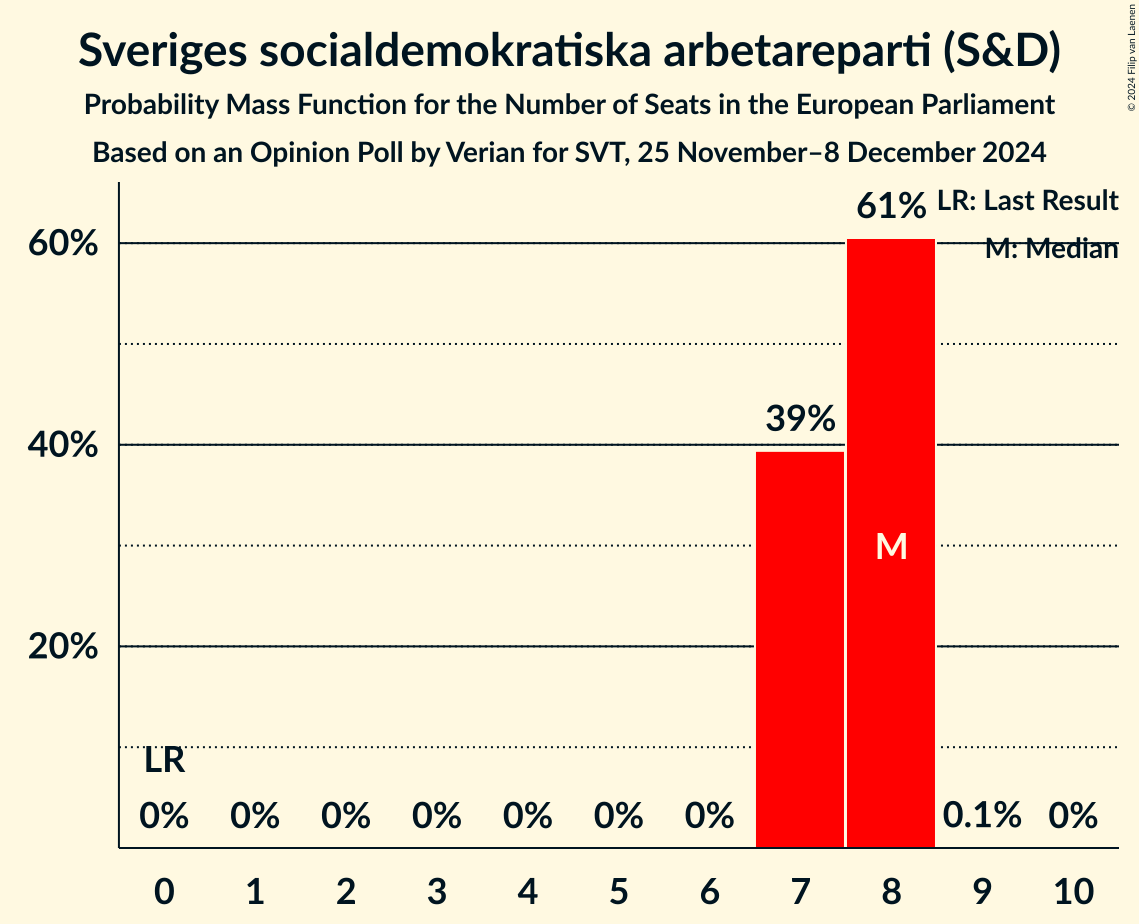 Sveriges socialdemokratiska arbetareparti (S&D)
Probability Mass Function for the Number of Seats in the European Parliament
Based on an Opinion Poll by Verian for SVT, 25 November–8 December 2024
© 2024 Filip van Laenen
LR: Last Result
M: Median
60%
40%
20%
61%
39%
M
LR
0% 0% 0% 0% 0% 0% 0% 0.1% 0%
0 1 2 3 4 5 6 7 8 9 10